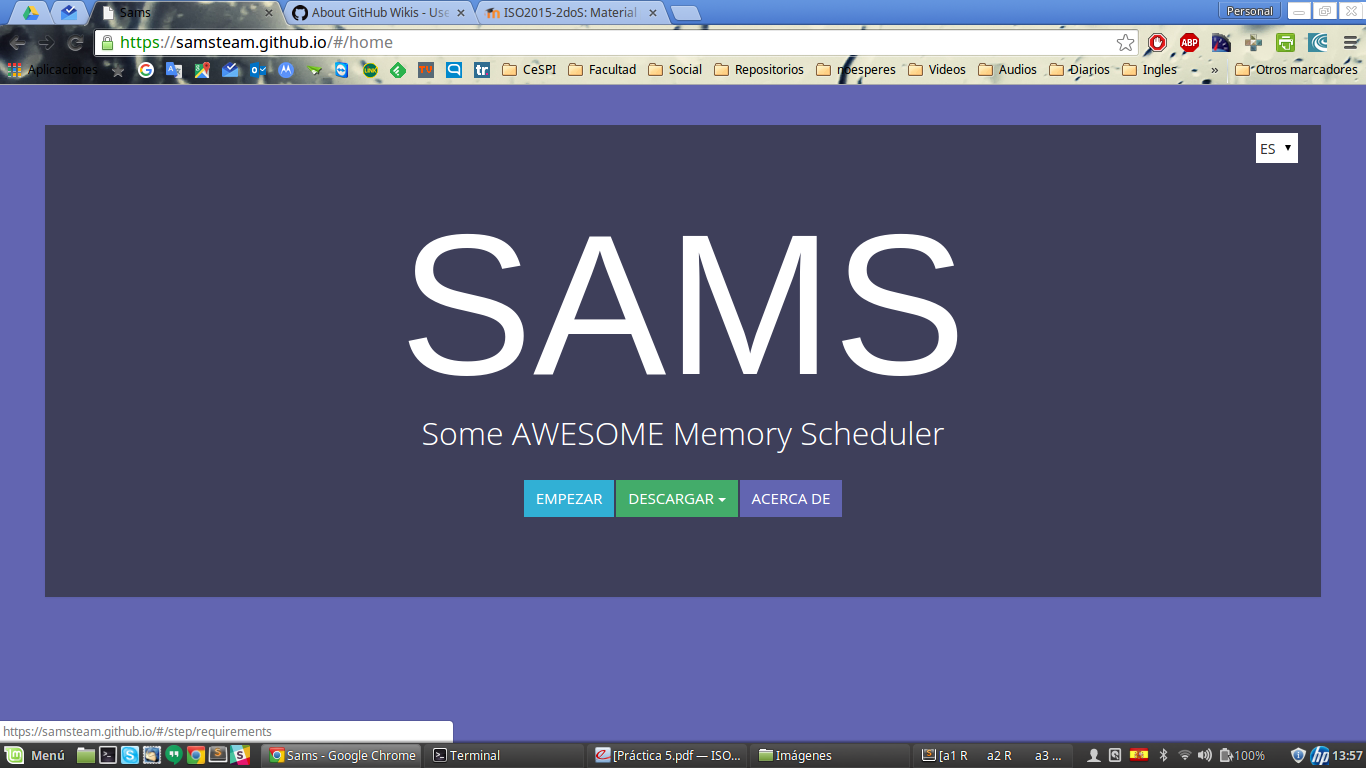 Sams
About GitHub Wikis - Use
ISO2015-2doS: Material
Personal
https://samsteam.github.io/#/home
Aplicaciones
CeSPI
Facultad
Social
Repositorios
noesperes
Videos
Audios
Diarios
Ingles
»
Otros marcadores
ES
SAMS
Some AWESOME Memory Scheduler
EMPEZAR
DESCARGAR
ACERCA DE
https://samsteam.github.io/#/step/requirements
Menú
Sams - Google Chrome
Terminal
[Práctica 5.pdf — ISO...
Imágenes
[a1 R a2 R a3 ...
100%
13:57